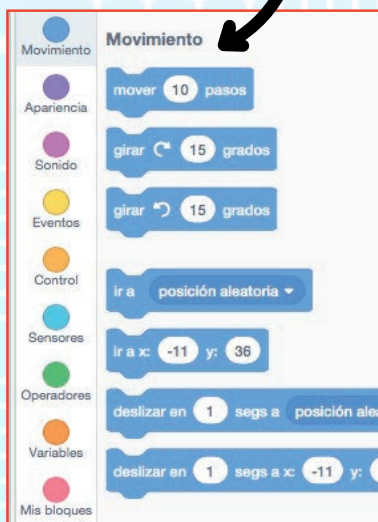 Movimiento
Apariencia
Sonido
Eventos
Control
Sensores
Operadores
Variables
Mis bloques
Movimiento
mover 10 pasos
girar 15 grados
girar 15 grados
ir a posición aleatoria
ir a x: -11 y: 36
deslizar en 1 segs a posición
deslizar en 1 segs a x: -11 y: